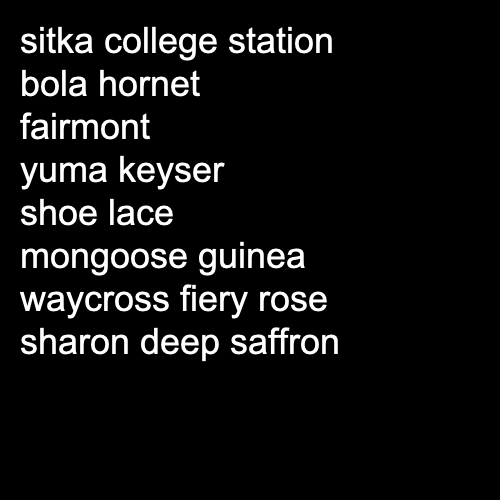 sitka college station
bola hornet
fairmont
yuma keyser
shoe lace
mongoose guinea
waycross fiery rose
sharon deep saffron